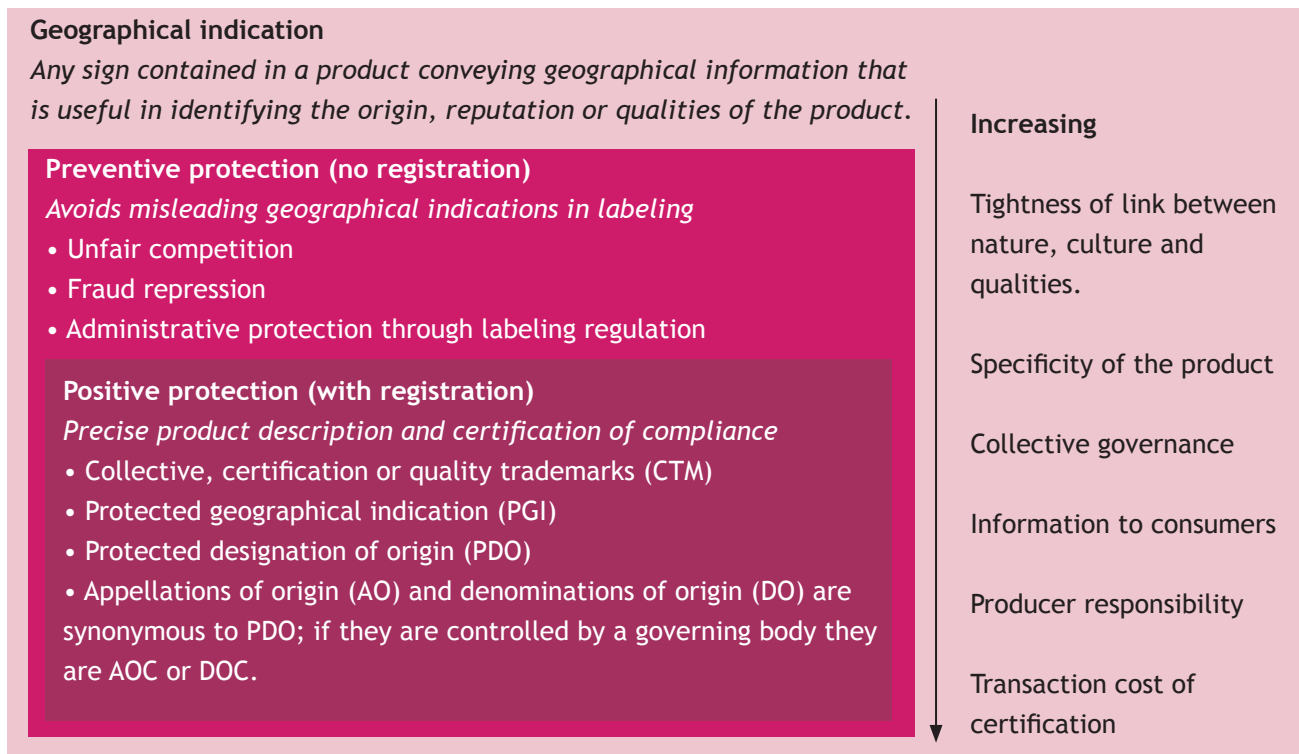 Geographical indication
Any sign contained in a product conveying geographical information that
is useful in identifying the origin, reputation or qualities of the product.
Preventive protection (no registration)
Avoids misleading geographical indications in labeling
• Unfair competition
• Fraud repression
• Administrative protection through labeling regulation
Positive protection (with registration)
Precise product description and certification of compliance
• Collective, certification or quality trademarks (CTM)
• Protected geographical indication (PGI)
• Protected designation of origin (PDO)
• Appellations of origin (AO) and denominations of origin (DO) are
synonymous to PDO; if they are controlled by a governing body they
are AOC or DOC.
Increasing
Tightness of link between
nature, culture and
qualities.
Specificity of the product
Collective governance
Information to consumers
Producer responsibility
Transaction cost of
certification